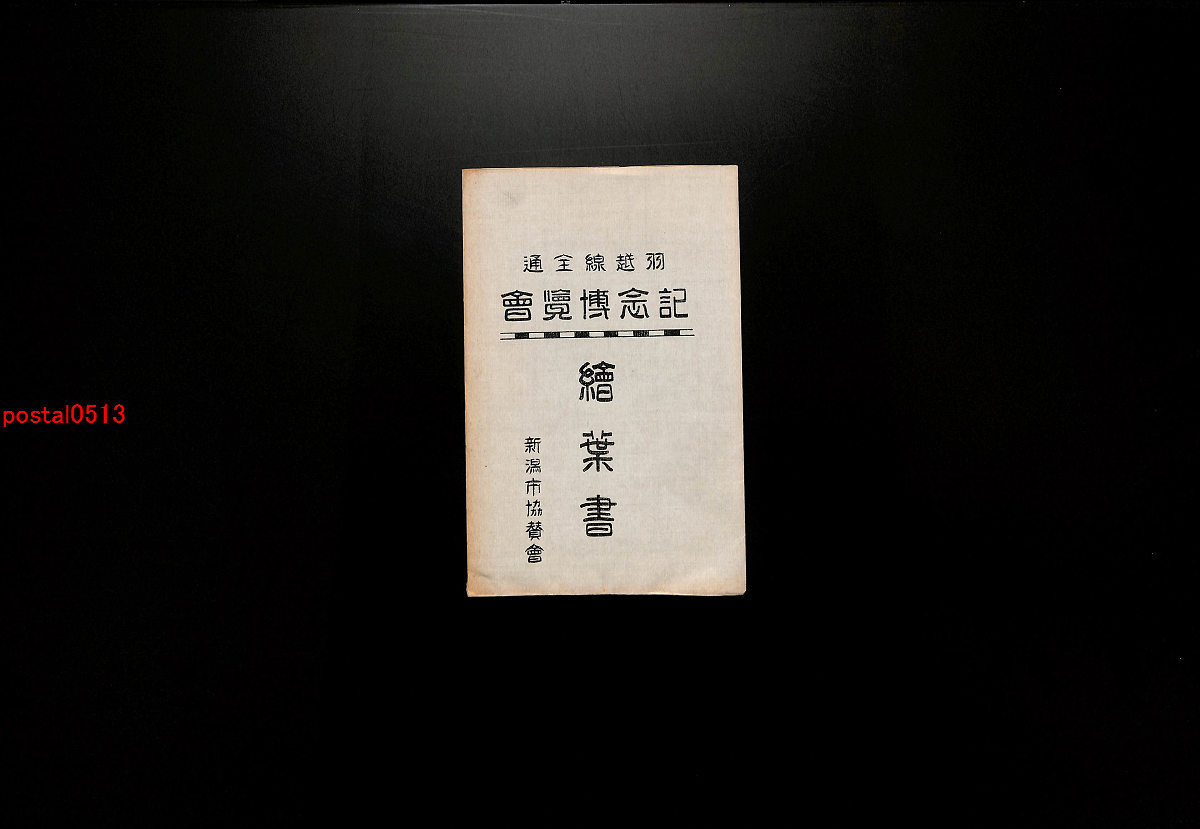 羽越線全通
記念博覽會
繪葉書
新潟市協賛會
postal0513